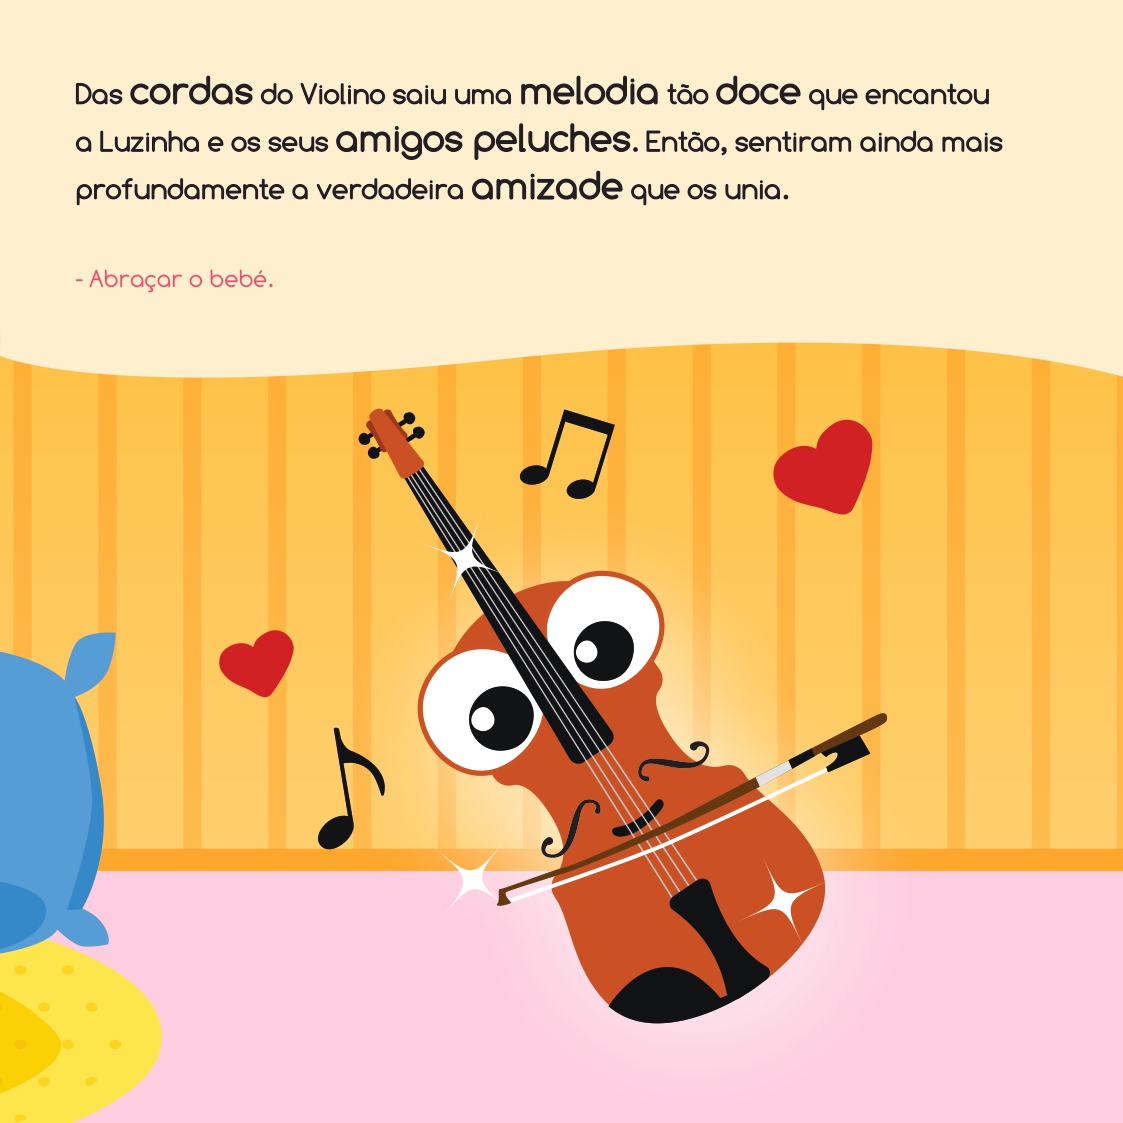 Das cordas do Violino saiu uma melodia tão doce que encantou
a Luzinha e os seus amigos peluches. Então, sentiram ainda mais
profundamente a verdadeira amizade que os unia.
- Abraçar o bebé.